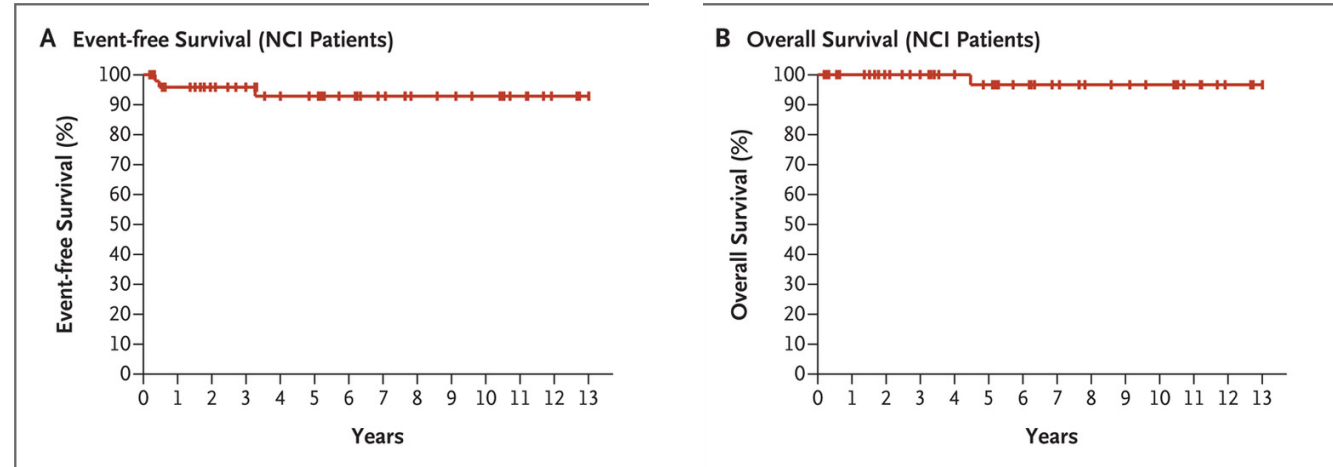 A Event-free Survival (NCI Patients)
Event-free Survival (%)
100
90
80
70
60
50
40
30
20
10
0
0 1 2 3 4 5 6 7 8 9 10 11 12 13
Years
B Overall Survival (NCI Patients)
Overall Survival (%)
100
90
80
70
60
50
40
30
20
10
0
0 1 2 3 4 5 6 7 8 9 10 11 12 13
Years